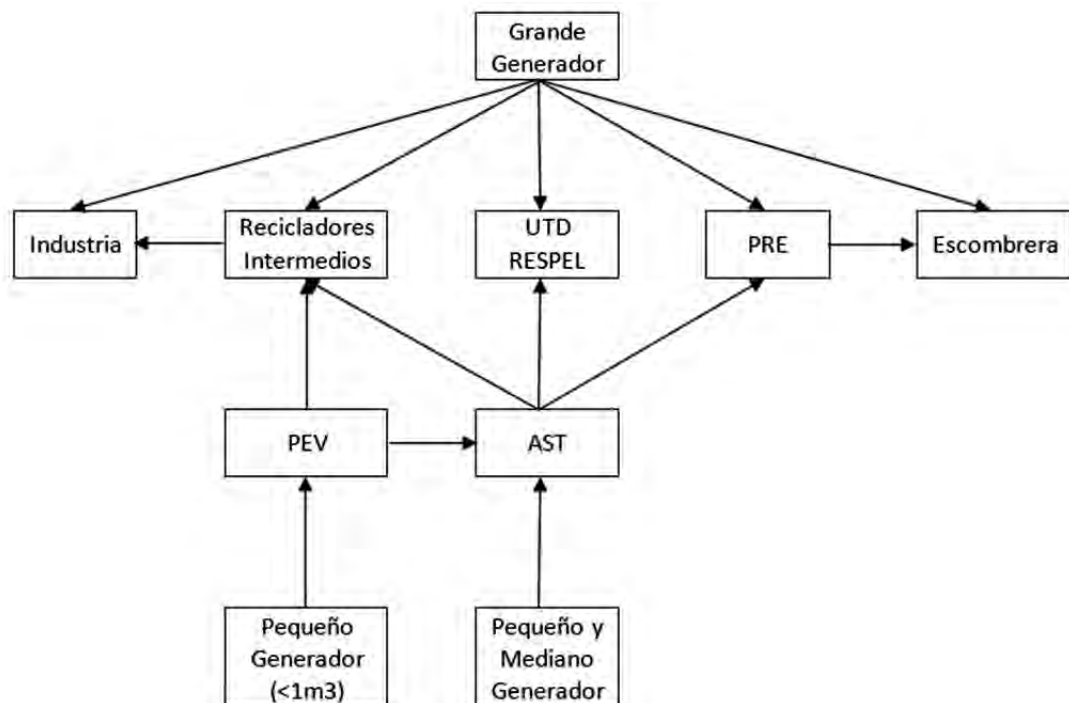 Grande
Generador
Industria
Recicladores
Intermedios
UTD
RESPEL
PRE
Escombrera
PEV
AST
Pequeño
Generador
(<1m3)
Pequeño y
Mediano
Generador